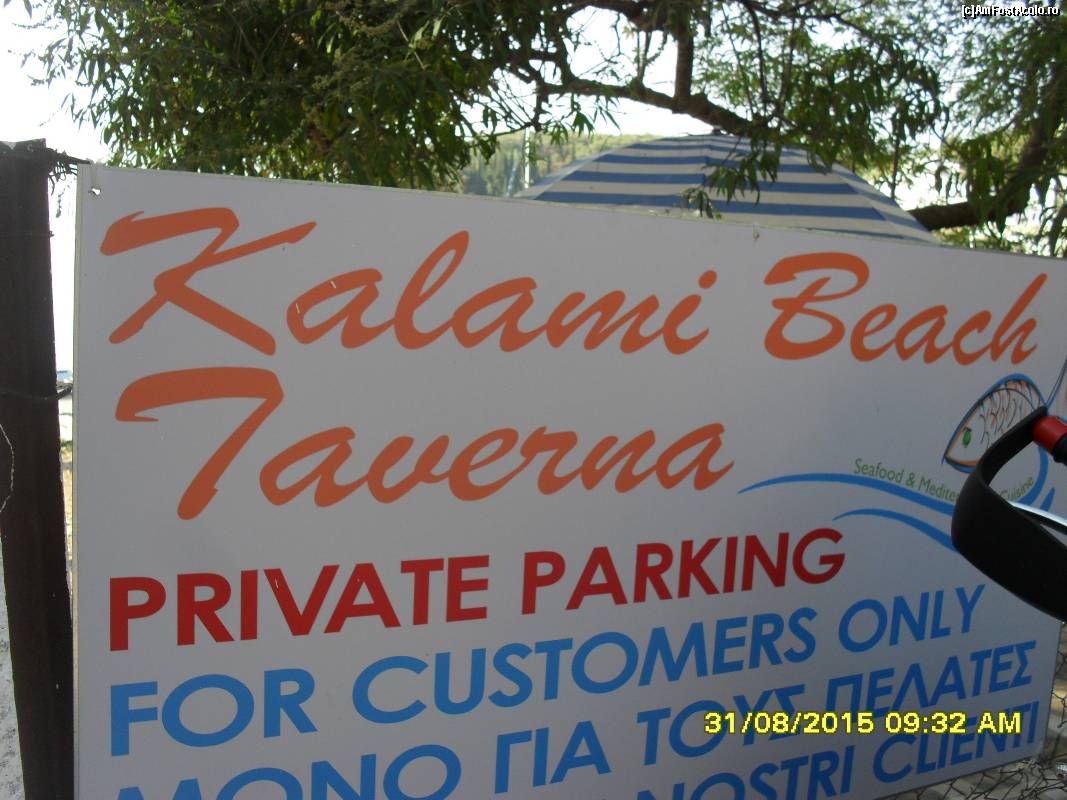 (c)AmFostAcolo.ro
Kalami Beach
Taverna
Seafood & Cuisine
PRIVATE PARKING
FOR CUSTOMERS ONLY
ΜΟΝΟ ΓΙΑ ΤΟΥΣ ΠΕΛΑΤΕΣ
NOSTRI CLIENTI
31/08/2015 09:32 AM